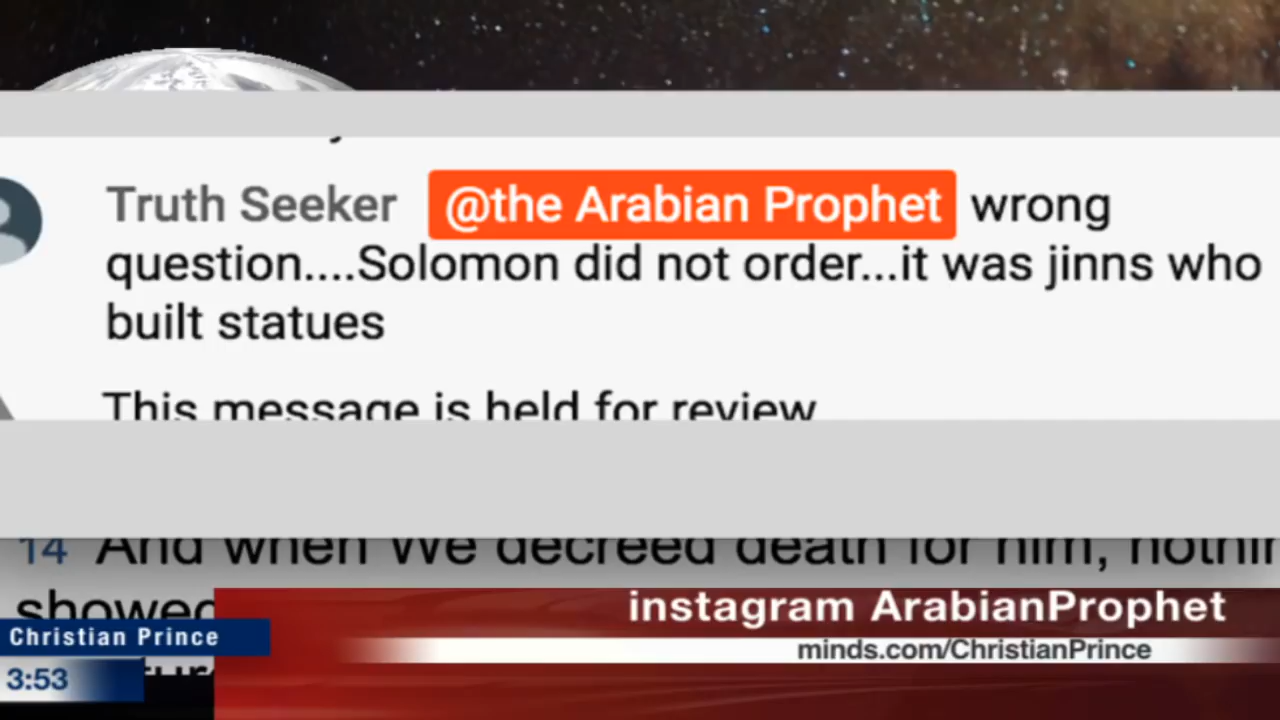 Truth Seeker @the Arabian Prophet wrong
question....Solomon did not order...it was jinns who
built statues
This message is held for review
14 And when We decreed death for him,
showed
instagram ArabianProphet
Christian Prince
minds.com/ChristianPrince
3:53